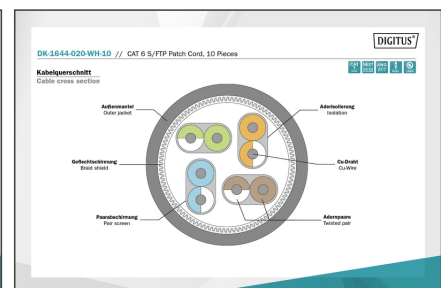 DIGITUS®
DK-1644-020-WH-10 // CAT 6 S/FTP Patch Cord, 10 Pieces
Kabelquerschnitt
Cable cross section
Außenmantel
Outer jacket
Aderisolierung
Isolation
Geflechtschirmung
Braid shield
Cu-Draht
Cu-Wire
Paarabschirmung
Pair screen
Adernpaare
Twisted pair